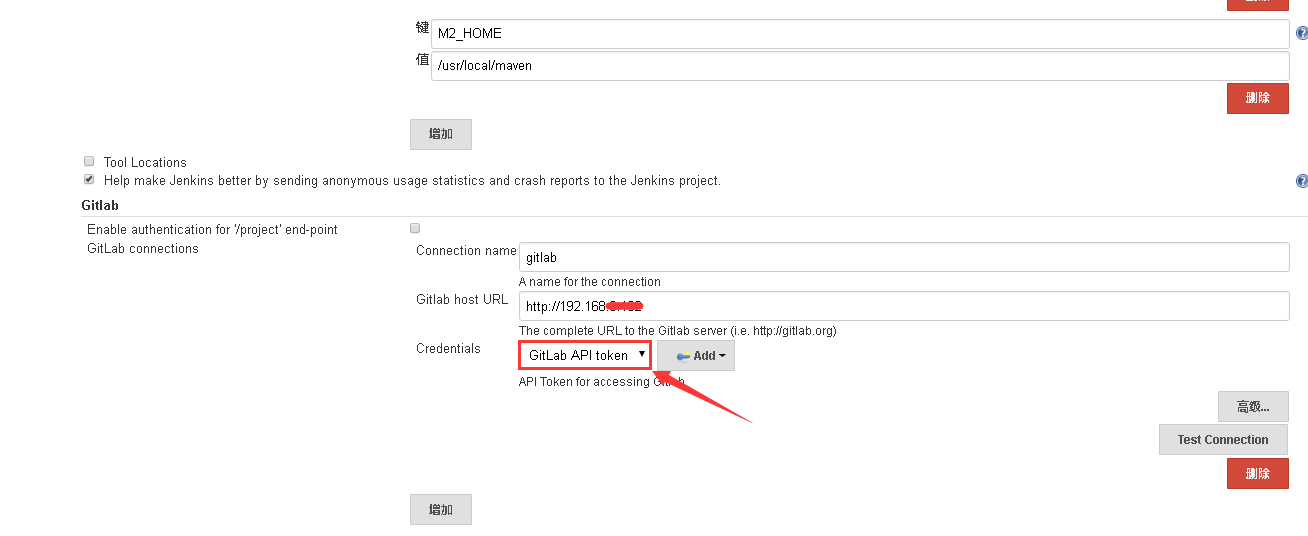 键
M2_HOME
值
/usr/local/maven
删除
增加
Tool Locations
Help make Jenkins better by sending anonymous usage statistics and crash reports to the Jenkins project.
Gitlab
Enable authentication for '/project' end-point
GitLab connections
Connection name
gitlab
A name for the connection
Gitlab host URL
http://192.168
The complete URL to the Gitlab server (i.e. http://gitlab.org)
Credentials
GitLab API token
Add
API Token for accessing Gitlab
高级...
Test Connection
删除
增加